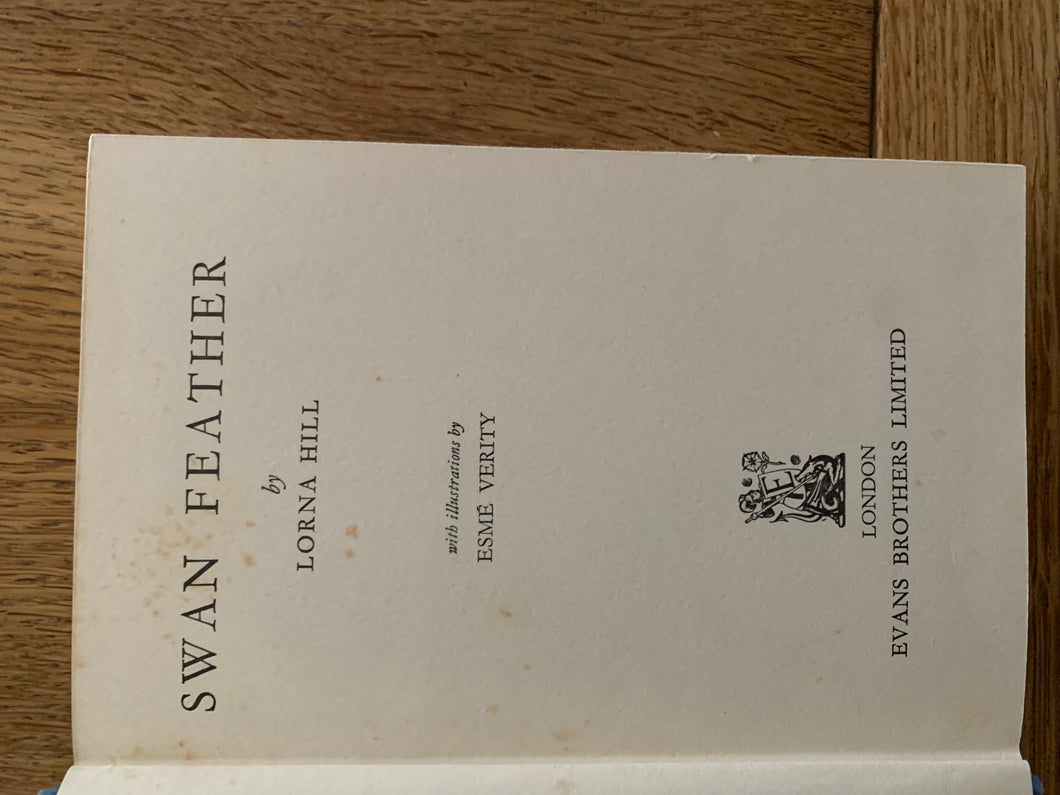 SWAN FEATHER
by
LORNA HILL
with illustrations by
ESMÉ VERITY
E
LONDON
EVANS BROTHERS LIMITED